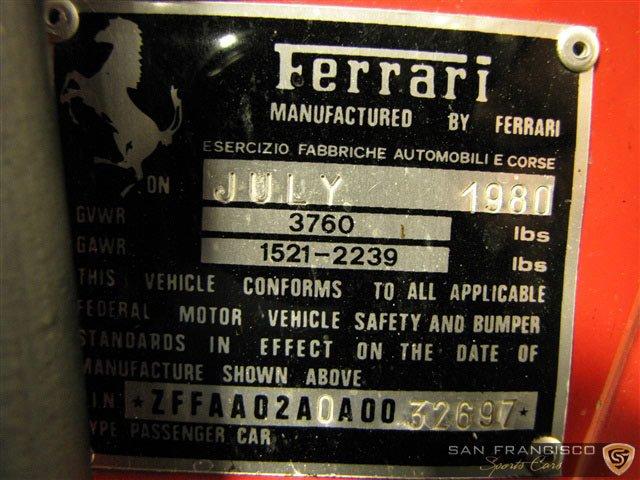 Ferrari
MANUFACTURED BY FERRARI
ESERCIZIO FABBRICHE AUTOMOBILI E CORSE
ON JULY 1980
GVWR 3760 lbs
GAWR 1521-2239 lbs
THIS VEHICLE CONFORMS TO ALL APPLICABLE
FEDERAL MOTOR VEHICLE SAFETY AND BUMPER
STANDARDS IN EFFECT ON THE DATE OF
MANUFACTURE SHOWN ABOVE
VIN *ZFFAA02A0A0032697*
TYPE PASSENGER CAR
SAN FRANCISCO
Sports Cars